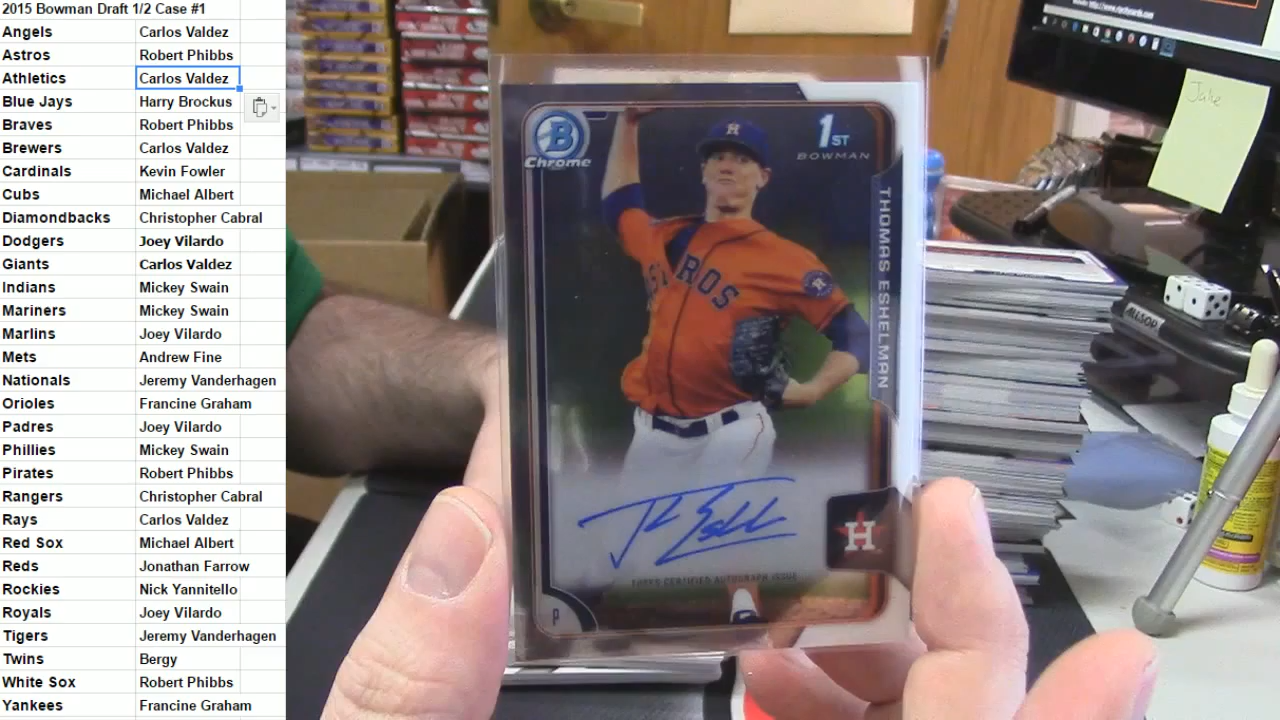 2015 Bowman Draft 1/2 Case #1
Angels Carlos Valdez
Astros Robert Phibbs
Athletics Carlos Valdez
Blue Jays Harry Brockus
Braves Robert Phibbs
Brewers Carlos Valdez
Cardinals Kevin Fowler
Cubs Michael Albert
Diamondbacks Christopher Cabral
Dodgers Joey Vilardo
Giants Carlos Valdez
Indians Mickey Swain
Mariners Mickey Swain
Marlins Joey Vilardo
Mets Andrew Fine
Nationals Jeremy Vanderhagen
Orioles Francine Graham
Padres Joey Vilardo
Phillies Mickey Swain
Pirates Robert Phibbs
Rangers Christopher Cabral
Rays Carlos Valdez
Red Sox Michael Albert
Reds Jonathan Farrow
Rockies Nick Yannitello
Royals Joey Vilardo
Tigers Jeremy Vanderhagen
Twins Bergy
White Sox Robert Phibbs
Yankees Francine Graham
B
Chrome
1ST
BOWMAN
THOMAS ESHELMAN
H
ASTROS
H
TOPPS CERTIFIED AUTOGRAPH ISSUE
P
Jake
ALLSOP